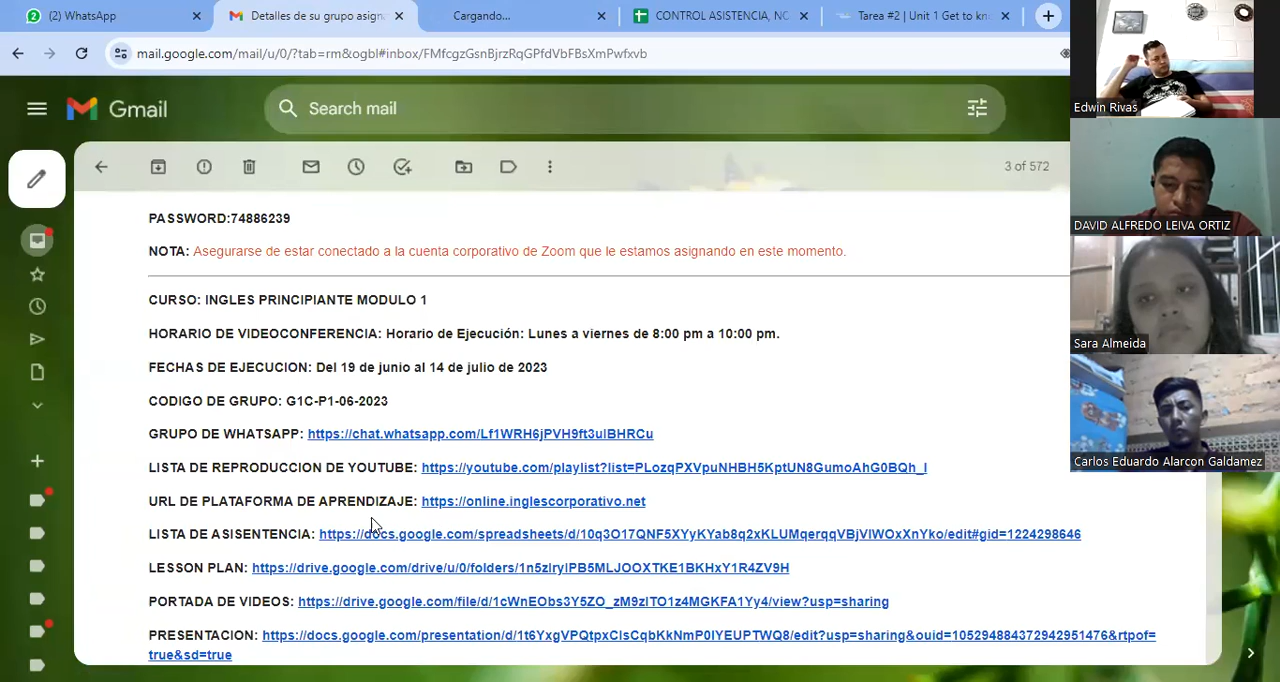 (2) WhatsApp
Detalles de su grupo asigna
Cargando...
CONTROL ASISTENCIA, NO
Tarea #2 | Unit 1 Get to kn
mail.google.com/mail/u/0/?tab=rm&ogbl#inbox/FMfcgzGsnBjrzRqGPfdVbFBsXmPwfxvb
Gmail
Search mail
3 of 572
PASSWORD:74886239
NOTA: Asegurarse de estar conectado a la cuenta corporativo de Zoom que le estamos asignando en este momento.
CURSO: INGLES PRINCIPIANTE MODULO 1
HORARIO DE VIDEOCONFERENCIA: Horario de Ejecución: Lunes a viernes de 8:00 pm a 10:00 pm.
FECHAS DE EJECUCION: Del 19 de junio al 14 de julio de 2023
CODIGO DE GRUPO: G1C-P1-06-2023
GRUPO DE WHATSAPP: https://chat.whatsapp.com/Lf1WRH6jPVH9ft3uIBHRCu
LISTA DE REPRODUCCION DE YOUTUBE: https://youtube.com/playlist?list=PLozqPXVpuNHBH5KptUN8GumoAhG0BQh_I
URL DE PLATAFORMA DE APRENDIZAJE: https://online.inglescorporativo.net
LISTA DE ASISENTENCIA: https://docs.google.com/spreadsheets/d/10q3O17QNF5XYyKYab8q2xKLUMqerqqVBjVIWOxXnYko/edit#gid=1224298646
LESSON PLAN: https://drive.google.com/drive/u/0/folders/1n5zIryIPB5MLJOOXTKE1BKHxY1R4ZV9H
PORTADA DE VIDEOS: https://drive.google.com/file/d/1cWnEObs3Y5ZO_zM9zITO1z4MGKFA1Yy4/view?usp=sharing
PRESENTACION: https://docs.google.com/presentation/d/1t6YxgVPQtpxCIsCqbKkNmP0IYEUPTWQ8/edit?usp=sharing&ouid=105294884372942951476&rtpof=
true&sd=true
Edwin Rivas
DAVID ALFREDO LEIVA ORTIZ
Sara Almeida
Carlos Eduardo Alarcon Galdamez